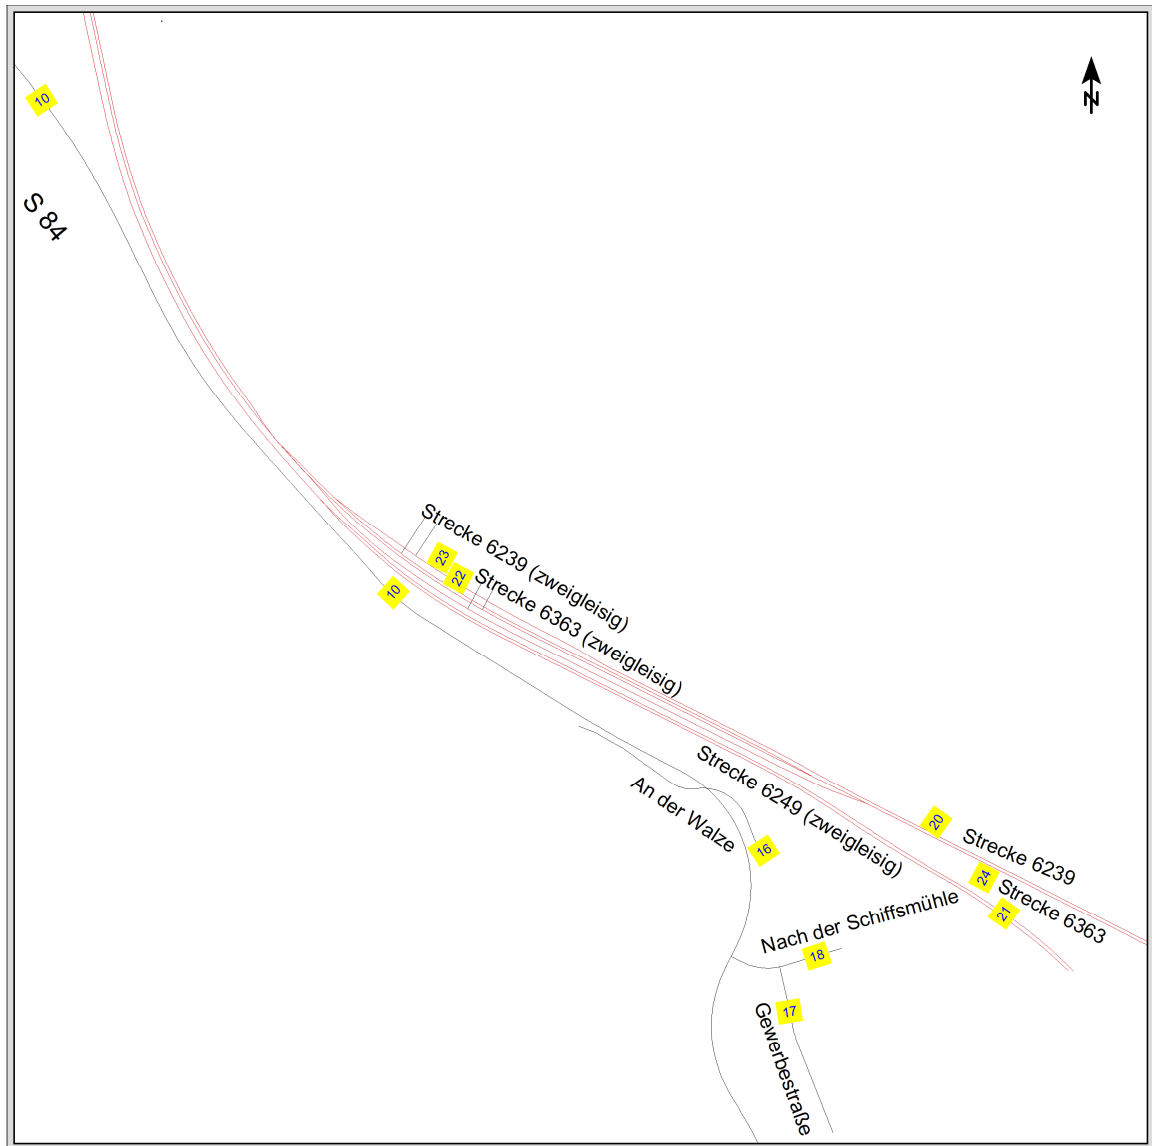 10
N
S 84
Strecke 6239 (zweigleisig)
23
22
Strecke 6363 (zweigleisig)
10
Strecke 6249 (zweigleisig)
An der Walze
16
20
Strecke 6239
24
Strecke 6363
21
Nach der Schiffsmühle
18
17
Gewerbestraße